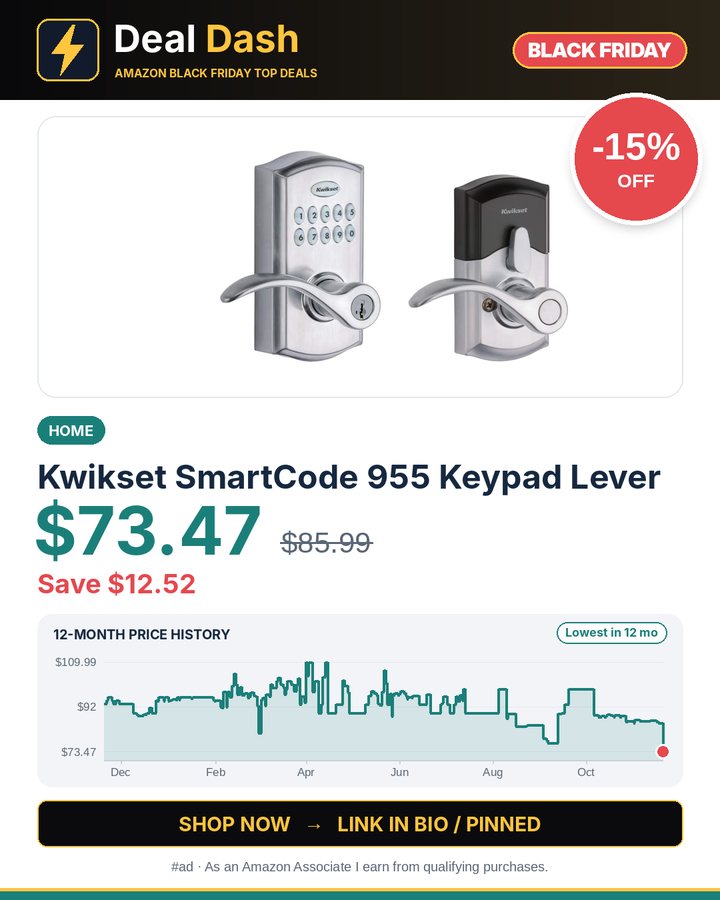 Deal Dash
AMAZON BLACK FRIDAY TOP DEALS
BLACK FRIDAY
-15%
OFF
Kwikset
1 2 3 4 5
6 7 8 9 0
Kwikset
HOME
Kwikset SmartCode 955 Keypad Lever
$73.47 $85.99
Save $12.52
12-MONTH PRICE HISTORY
Lowest in 12 mo
$109.99
$92
$73.47
Dec Feb Apr Jun Aug Oct
SHOP NOW → LINK IN BIO / PINNED
#ad · As an Amazon Associate I earn from qualifying purchases.